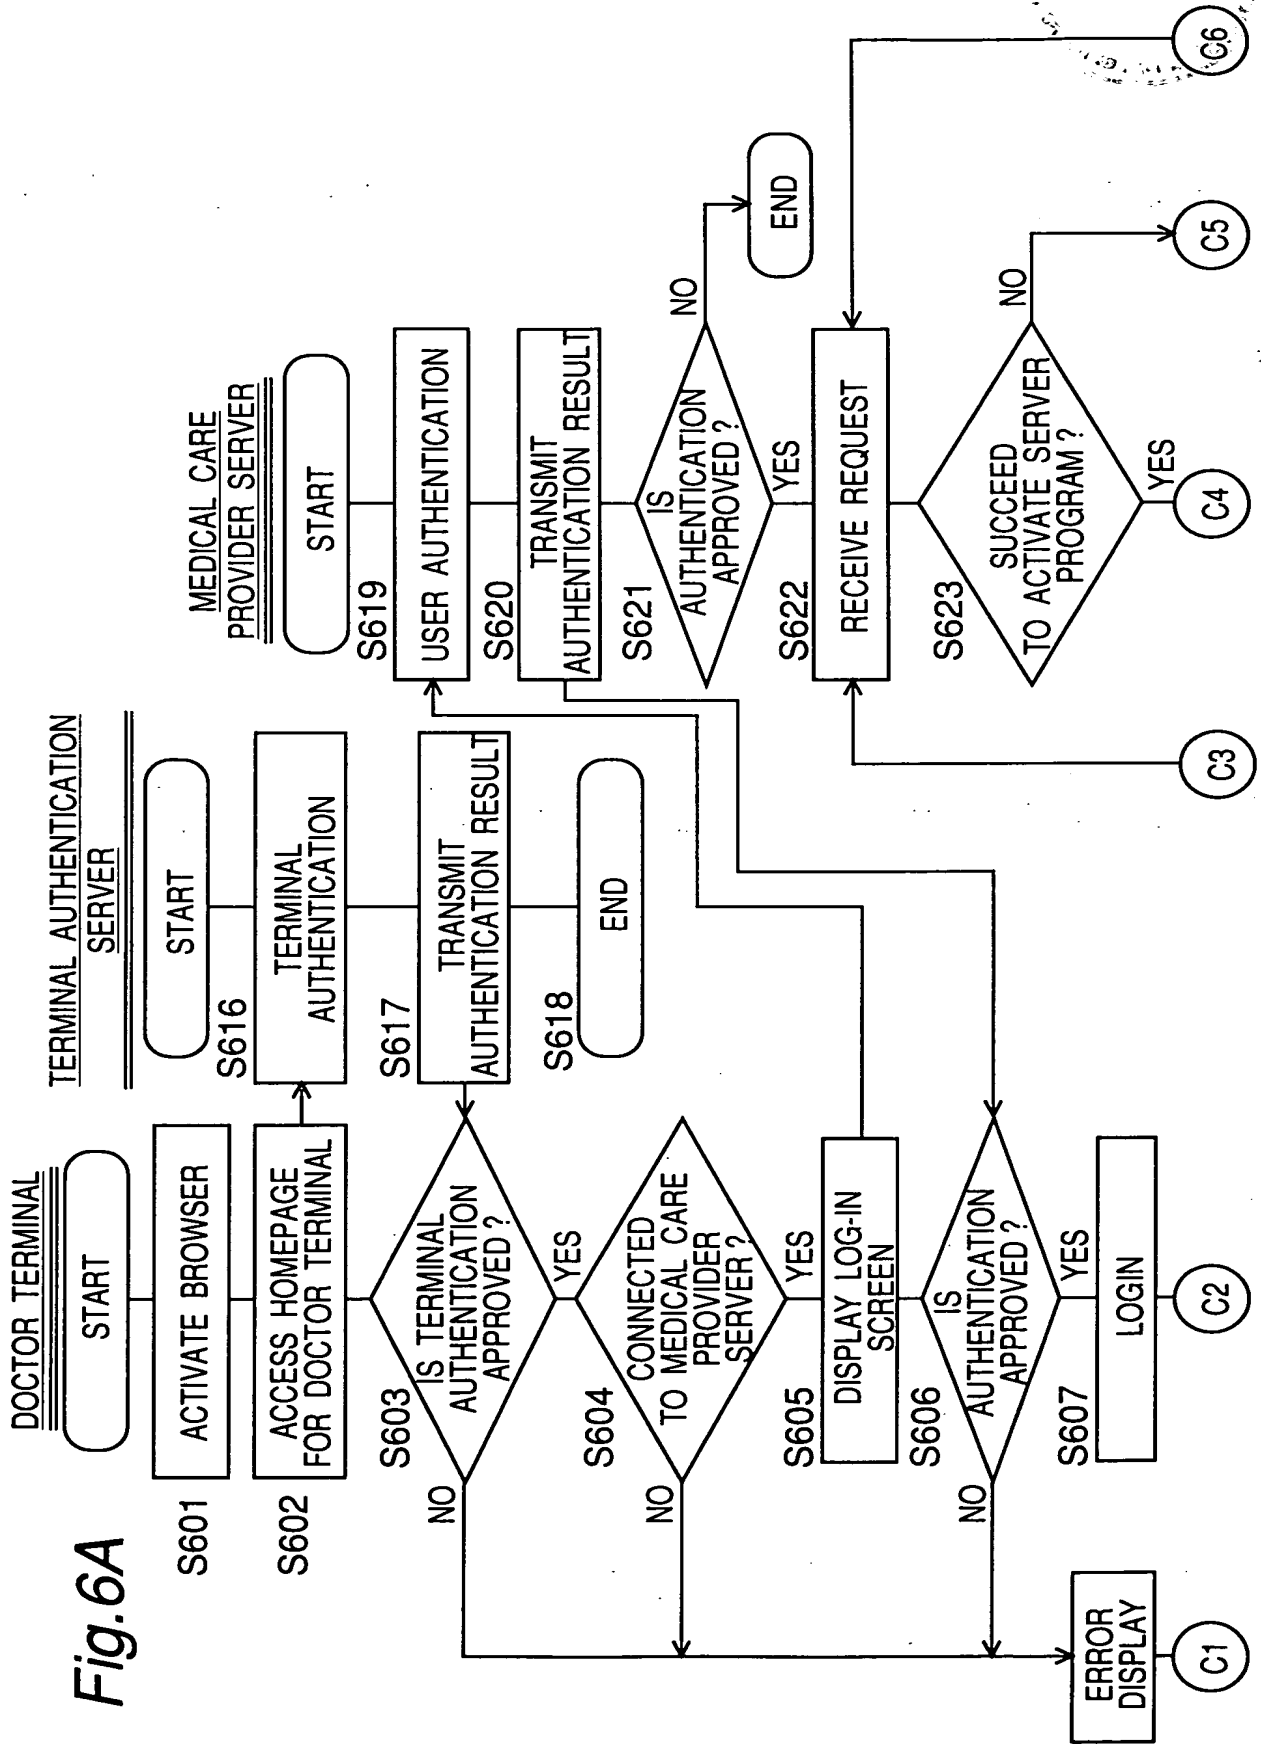 Fig.6A
DOCTOR TERMINAL
START
S601
ACTIVATE BROWSER
S602
ACCESS HOMEPAGE
FOR DOCTOR TERMINAL
S603
IS TERMINAL
AUTHENTICATION
APPROVED ?
NO
YES
S604
CONNECTED
TO MEDICAL CARE
PROVIDER
SERVER ?
NO
YES
S605
DISPLAY LOG-IN
SCREEN
S606
IS
AUTHENTICATION
APPROVED ?
NO
YES
S607
LOGIN
C2
ERROR
DISPLAY
C1
TERMINAL AUTHENTICATION
SERVER
START
S616
TERMINAL
AUTHENTICATION
S617
TRANSMIT
AUTHENTICATION RESULT
S618
END
MEDICAL CARE
PROVIDER SERVER
START
S619
USER AUTHENTICATION
S620
TRANSMIT
AUTHENTICATION RESULT
S621
IS
AUTHENTICATION
APPROVED ?
NO
END
YES
S622
RECEIVE REQUEST
S623
SUCCEED
TO ACTIVATE SERVER
PROGRAM ?
NO
YES
C3
C4
C5
C6